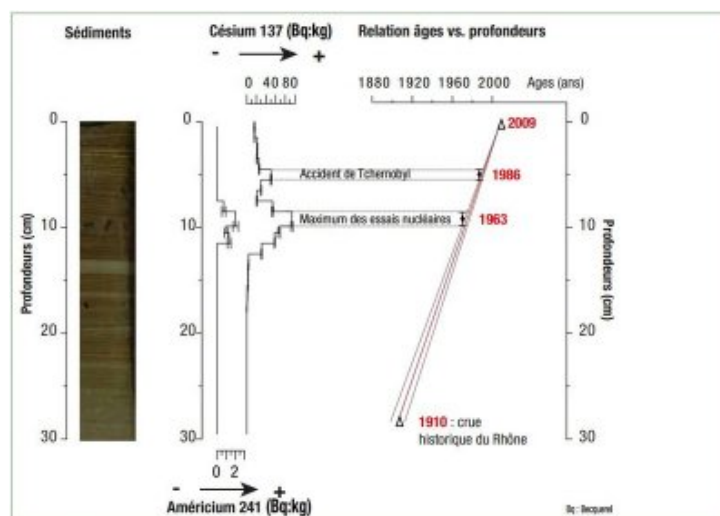 Sédiments
Césium 137 (Bq:kg)
- +
Relation âges vs. profondeurs
0 40 80
1880 1920 1960 2000 Ages (ans)
Profondeurs (cm)
0
10
20
30
0
10
20
30
Accident de Tchernobyl
Maximum des essais nucléaires
2009
1986
1963
1910 : crue
historique du Rhône
0
10
20
30
Profondeurs (cm)
0 2
- +
Américium 241 (Bq:kg)
Bq : Becquerel